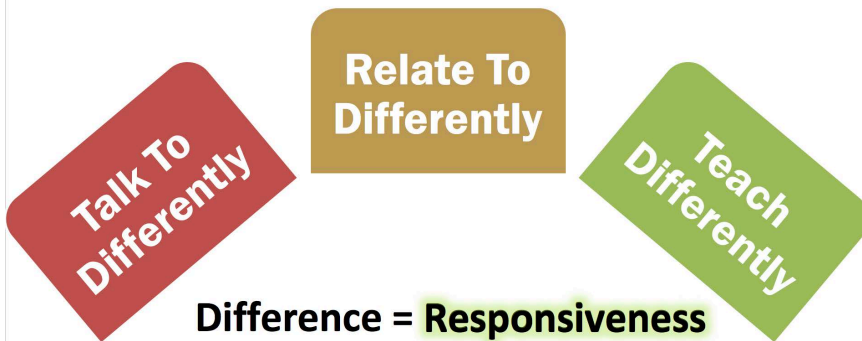 Talk To
Differently
Relate To
Differently
Teach
Differently
Difference = Responsiveness